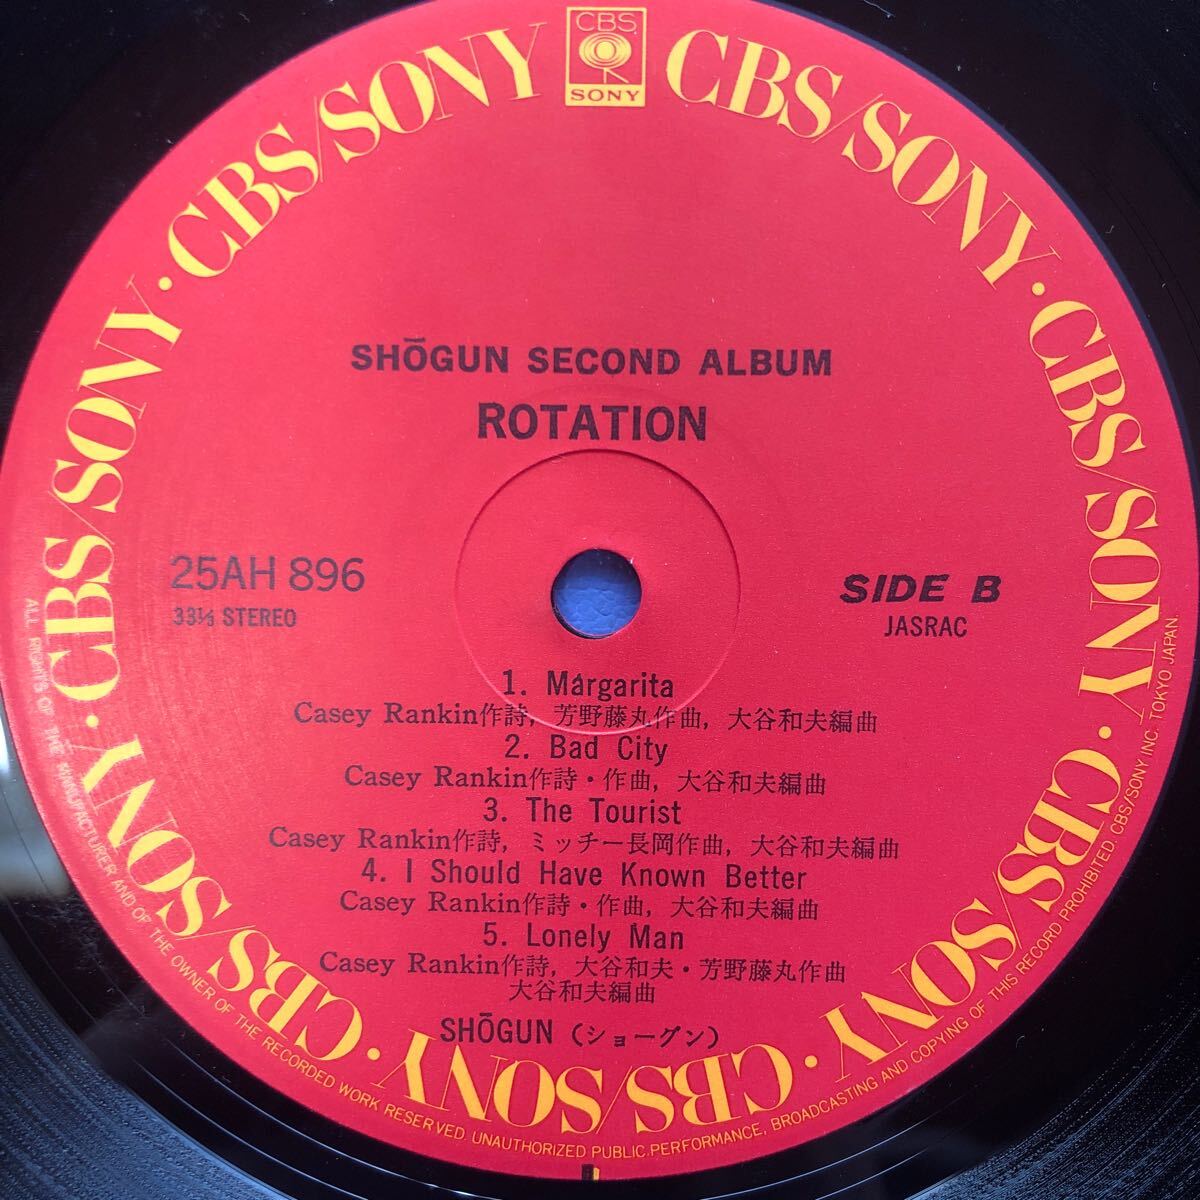 CBS
SONY
CBS/SONY · CBS/SONY · CBS/SONY · CBS/SONY · CBS/SONY · CBS/SONY · CBS/SONY · CBS/SONY · CBS/SONY
SHŌGUN SECOND ALBUM
ROTATION
25AH 896
33⅓ STEREO
SIDE B
JASRAC
1. Margarita
Casey Rankin作詩, 芳野藤丸作曲, 大谷和夫編曲
2. Bad City
Casey Rankin作詩・作曲, 大谷和夫編曲
3. The Tourist
Casey Rankin作詩, ミッチー長岡作曲, 大谷和夫編曲
4. I Should Have Known Better
Casey Rankin作詩・作曲, 大谷和夫編曲
5. Lonely Man
Casey Rankin作詩, 大谷和夫・芳野藤丸作曲
大谷和夫編曲
SHŌGUN (ショーグン)
ALL RIGHTS OF THE MANUFACTURER AND OF THE OWNER OF THE RECORDED WORK RESERVED. UNAUTHORIZED PUBLIC PERFORMANCE, BROADCASTING AND COPYING OF THIS RECORD PROHIBITED CBS/SONY INC. TOKYO JAPAN.